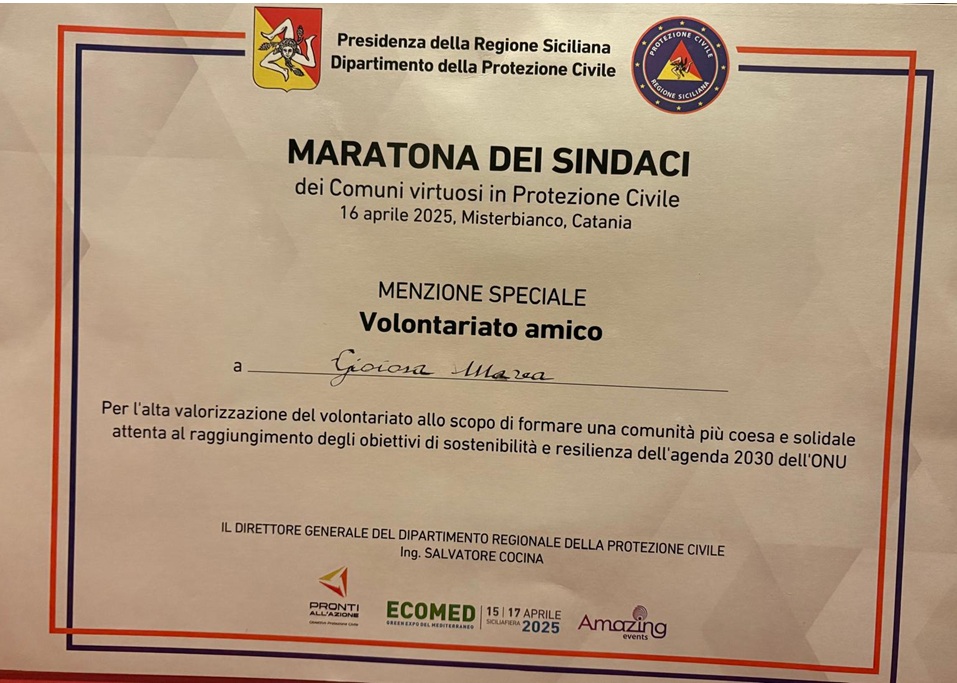 Presidenza della Regione Siciliana
Dipartimento della Protezione Civile
PROTEZIONE CIVILE
REGIONE SICILIANA
MARATONA DEI SINDACI
dei Comuni virtuosi in Protezione Civile
16 aprile 2025, Misterbianco, Catania
MENZIONE SPECIALE
Volontariato amico
a Gioiosa Marea
Per l'alta valorizzazione del volontariato allo scopo di formare una comunità più coesa e solidale
attenta al raggiungimento degli obiettivi di sostenibilità e resilienza dell'agenda 2030 dell'ONU
IL DIRETTORE GENERALE DEL DIPARTIMENTO REGIONALE DELLA PROTEZIONE CIVILE
Ing. SALVATORE COCINA
PRONTI
ALL'AZIONE
Protezione Civile
ECOMED
GREEN EXPO DEL MEDITERRANEO
15 | 17 APRILE
SICILIAFIERA 2025
Amazing
events